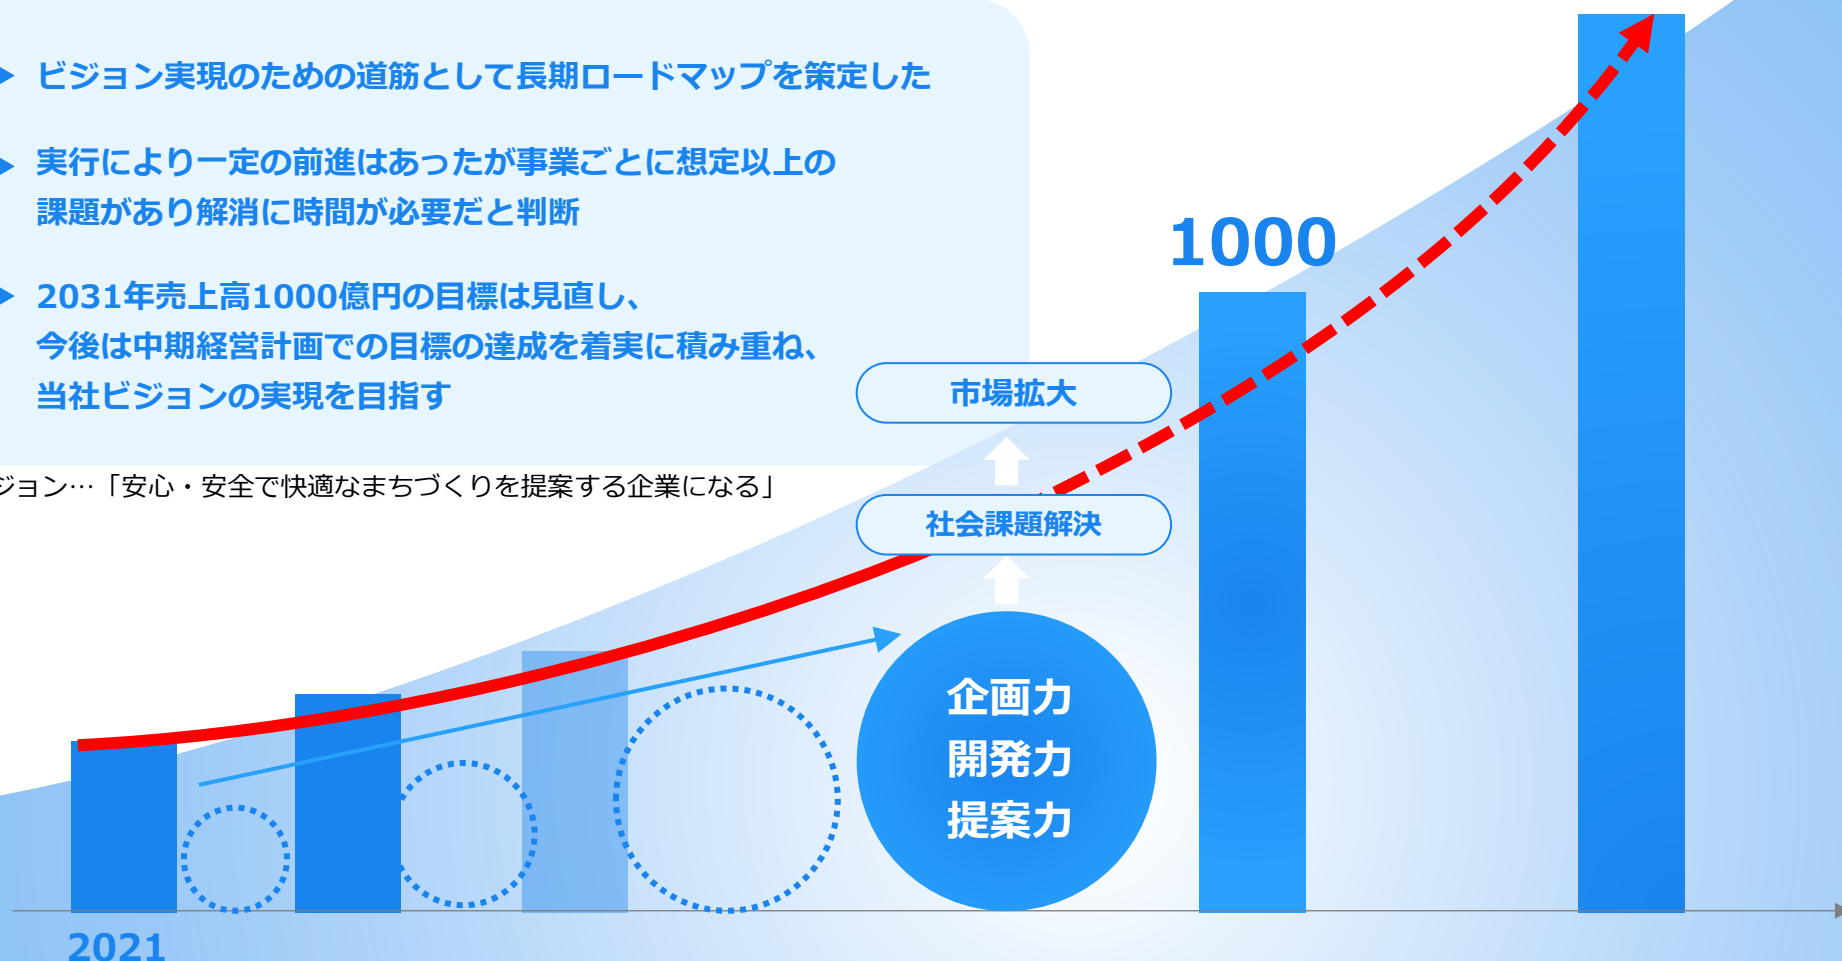 ビジョン実現のための道筋として長期ロードマップを策定した
実行により一定の前進はあったが事業ごとに想定以上の
課題があり解消に時間が必要だと判断
2031年売上高1000億円の目標は見直し、
今後は中期経営計画での目標の達成を着実に積み重ね、
当社ビジョンの実現を目指す
ジョン…「安心・安全で快適なまちづくりを提案する企業になる」
1000
市場拡大
社会課題解決
企画力
開発力
提案力
2021